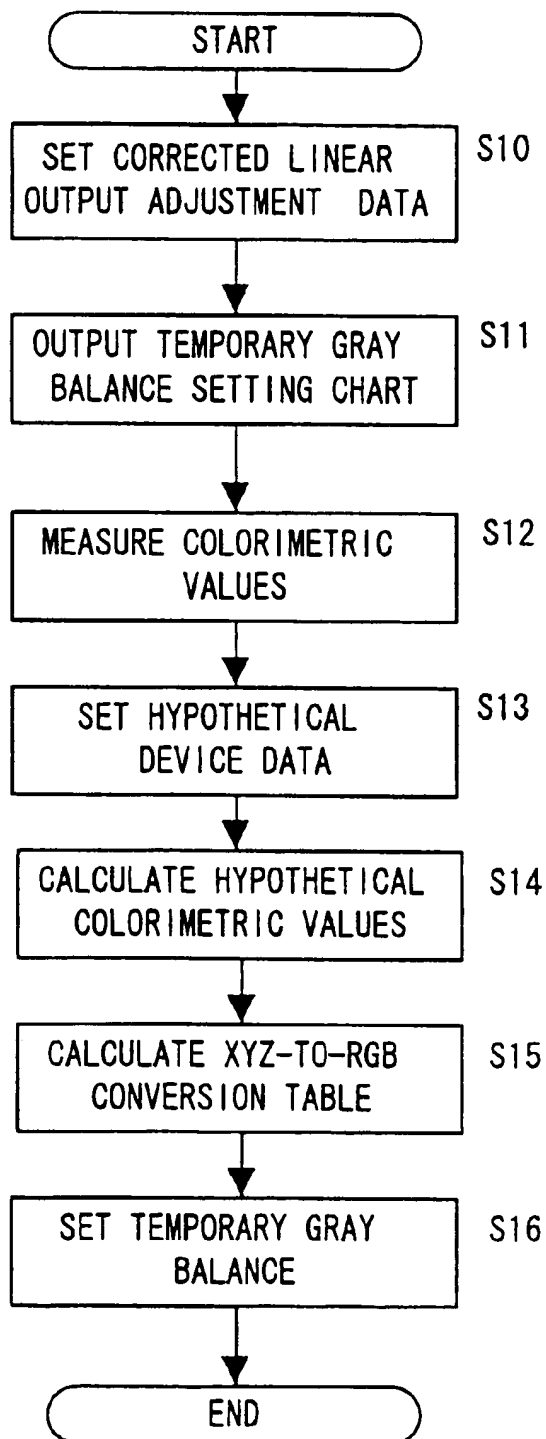 START
SET CORRECTED LINEAR
OUTPUT ADJUSTMENT DATA
S10
OUTPUT TEMPORARY GRAY
BALANCE SETTING CHART
S11
MEASURE COLORIMETRIC
VALUES
S12
SET HYPOTHETICAL
DEVICE DATA
S13
CALCULATE HYPOTHETICAL
COLORIMETRIC VALUES
S14
CALCULATE XYZ-TO-RGB
CONVERSION TABLE
S15
SET TEMPORARY GRAY
BALANCE
S16
END